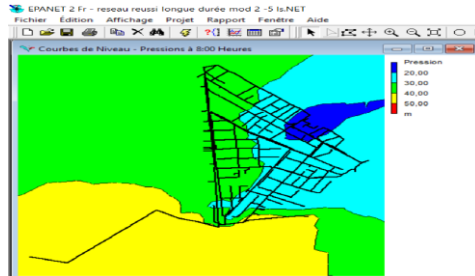 EPANET 2 Fr - reseau reussi longue durée mod 2 -5 ls.NET
Fichier Édition Affichage Projet Rapport Fenêtre Aide
Courbes de Niveau - Pressions à 8:00 Heures
Pression
20,00
30,00
40,00
50,00
m